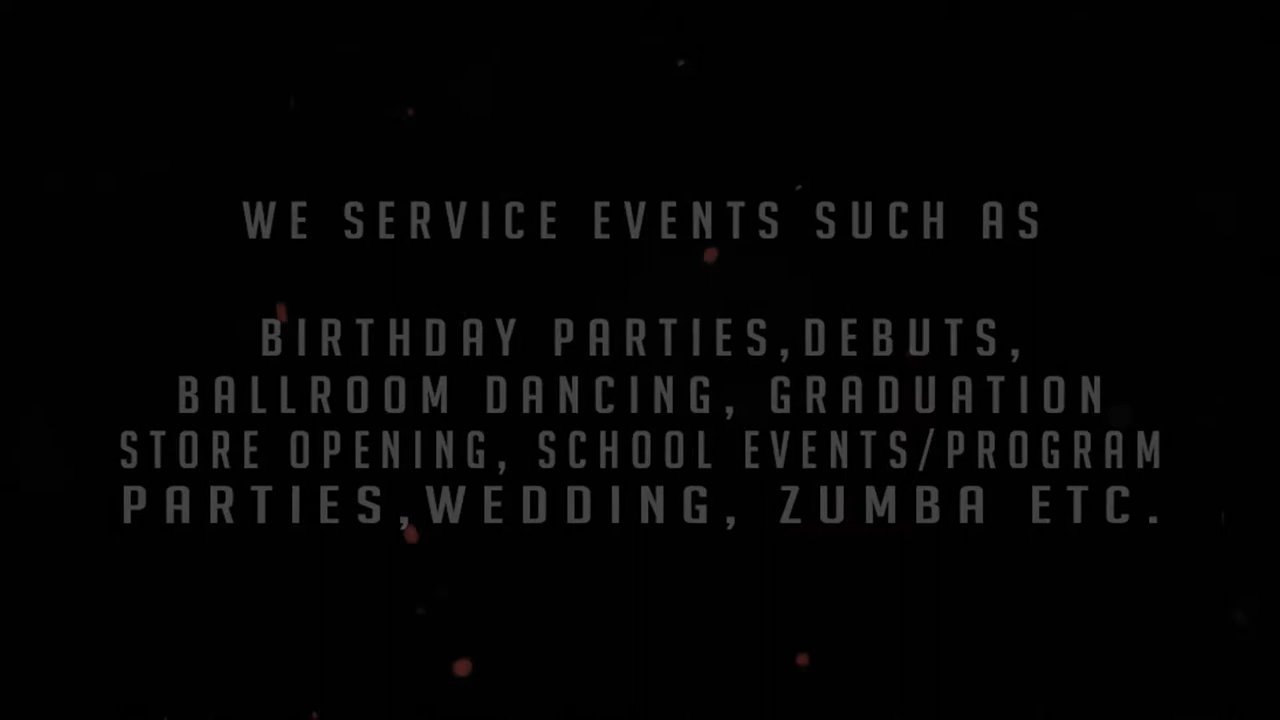 WE SERVICE EVENTS SUCH AS
BIRTHDAY PARTIES,DEBUTS,
BALLROOM DANCING, GRADUATION
STORE OPENING, SCHOOL EVENTS/PROGRAM
PARTIES,WEDDING, ZUMBA ETC.